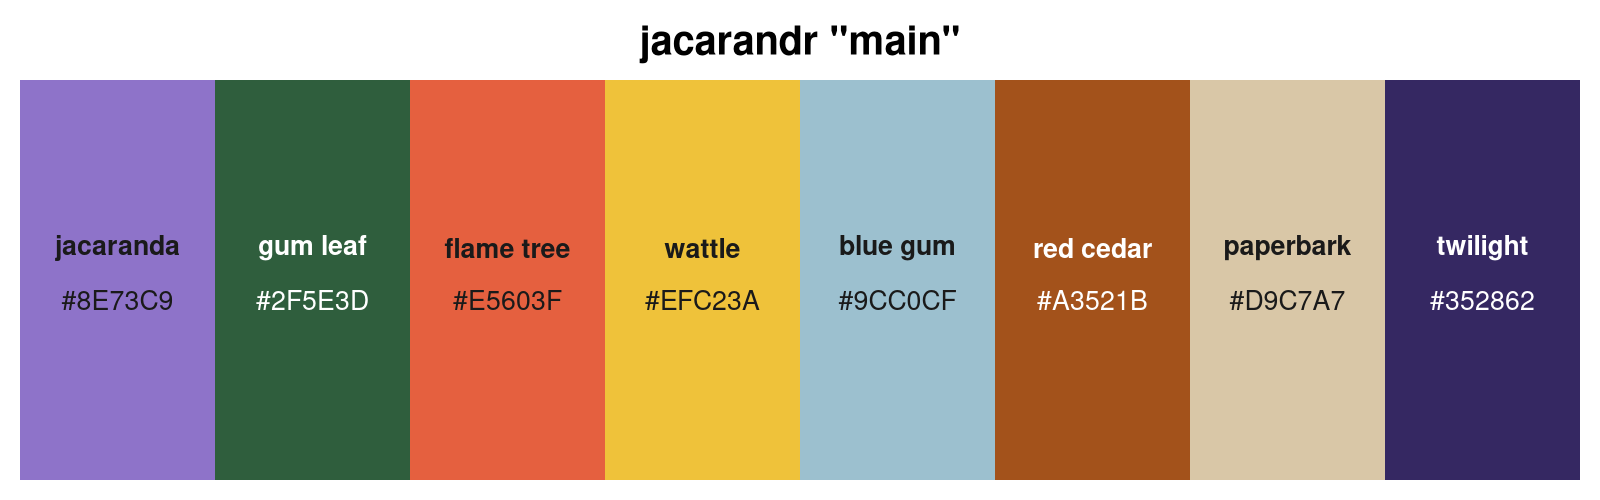 jacarandr "main"
jacaranda
#8E73C9
gum leaf
#2F5E3D
flame tree
#E5603F
wattle
#EFC23A
blue gum
#9CC0CF
red cedar
#A3521B
paperbark
#D9C7A7
twilight
#352862